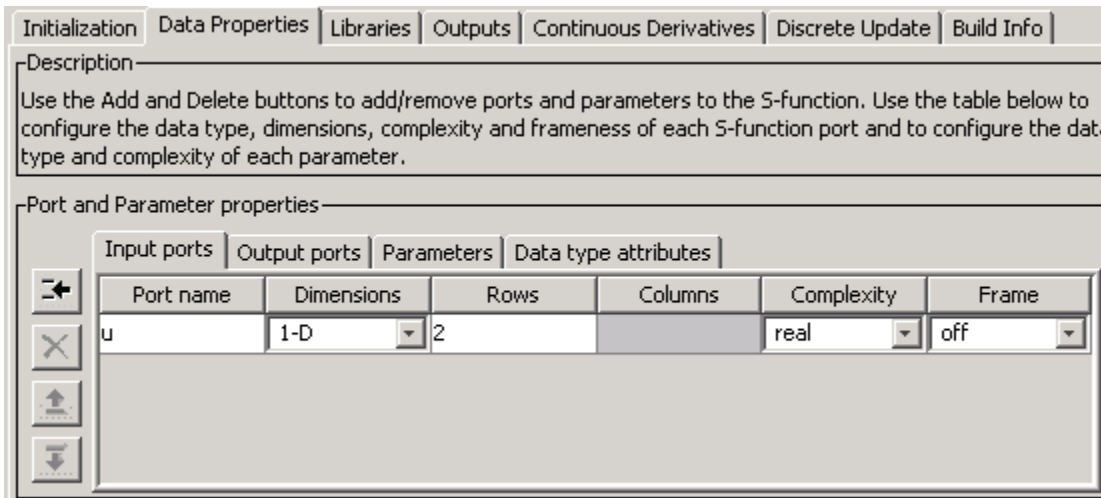 Initialization Data Properties Libraries Outputs Continuous Derivatives Discrete Update Build Info
Description
Use the Add and Delete buttons to add/remove ports and parameters to the S-function. Use the table below to
configure the data type, dimensions, complexity and frameness of each S-function port and to configure the dat
type and complexity of each parameter.
Port and Parameter properties
Input ports Output ports Parameters Data type attributes
Port name Dimensions Rows Columns Complexity Frame
u 1-D 2 real off